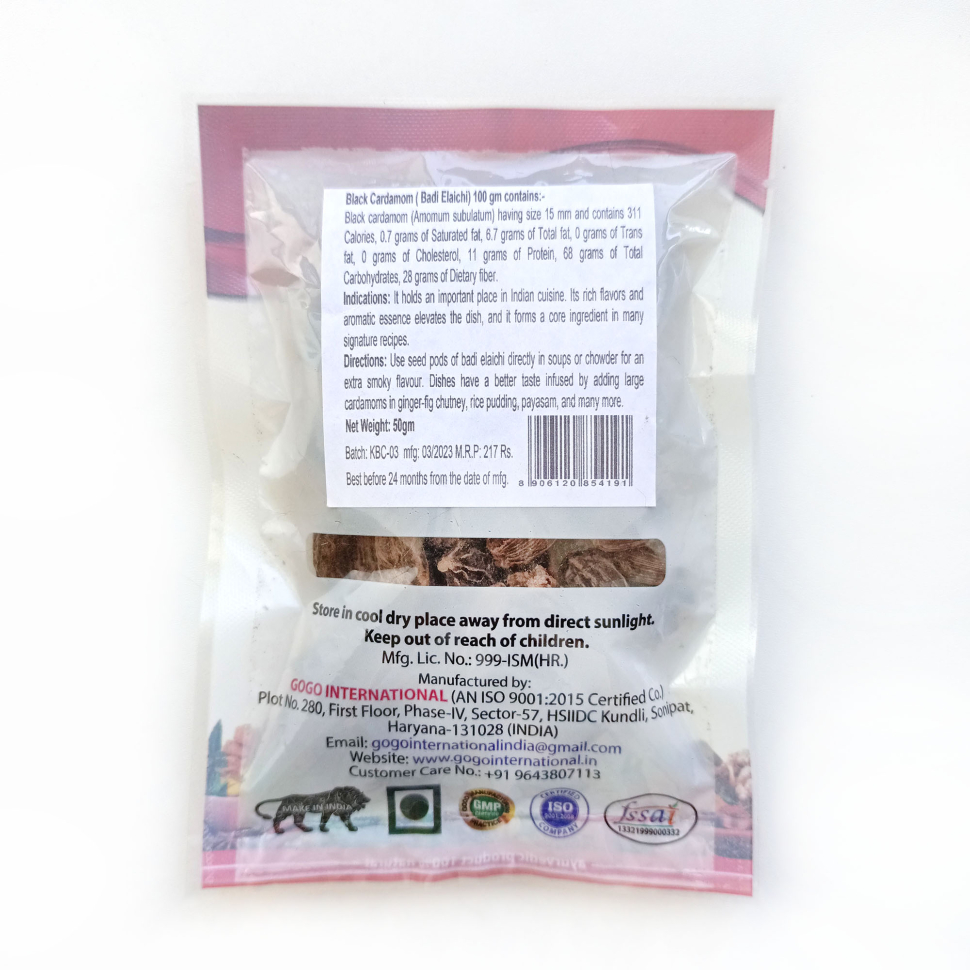 Black Cardamom ( Badi Elaichi) 100 gm contains:-
Black cardamom (Amomum subulatum) having size 15 mm and contains 311
Calories, 0.7 grams of Saturated fat, 6.7 grams of Total fat, 0 grams of Trans
fat, 0 grams of Cholesterol, 11 grams of Protein, 68 grams of Total
Carbohydrates, 28 grams of Dietary fiber.
Indications: It holds an important place in Indian cuisine. Its rich flavors and
aromatic essence elevates the dish, and it forms a core ingredient in many
signature recipes.
Directions: Use seed pods of badi elaichi directly in soups or chowder for an
extra smoky flavour. Dishes have a better taste infused by adding large
cardamoms in ginger-fig chutney, rice pudding, payasam, and many more.
Net Weight: 50gm
Batch: KBC-03 mfg: 03/2023 M.R.P: 217 Rs.
Best before 24 months from the date of mfg.
8 906120 854191
Store in cool dry place away from direct sunlight.
Keep out of reach of children.
Mfg. Lic. No.: 999-ISM(HR.)
Manufactured by:
GOGO INTERNATIONAL (AN ISO 9001:2015 Certified Co.)
Plot No. 280, First Floor, Phase-IV, Sector-57, HSIIDC Kundli, Sonipat,
Haryana-131028 (INDIA)
Email: gogointernationalindia@gmail.com
Website: www.gogointernational.in
Customer Care No.: +91 9643807113
MAKE IN INDIA
GMP
CERTIFIED
ISO
COMPANY
fssai
13321999000332